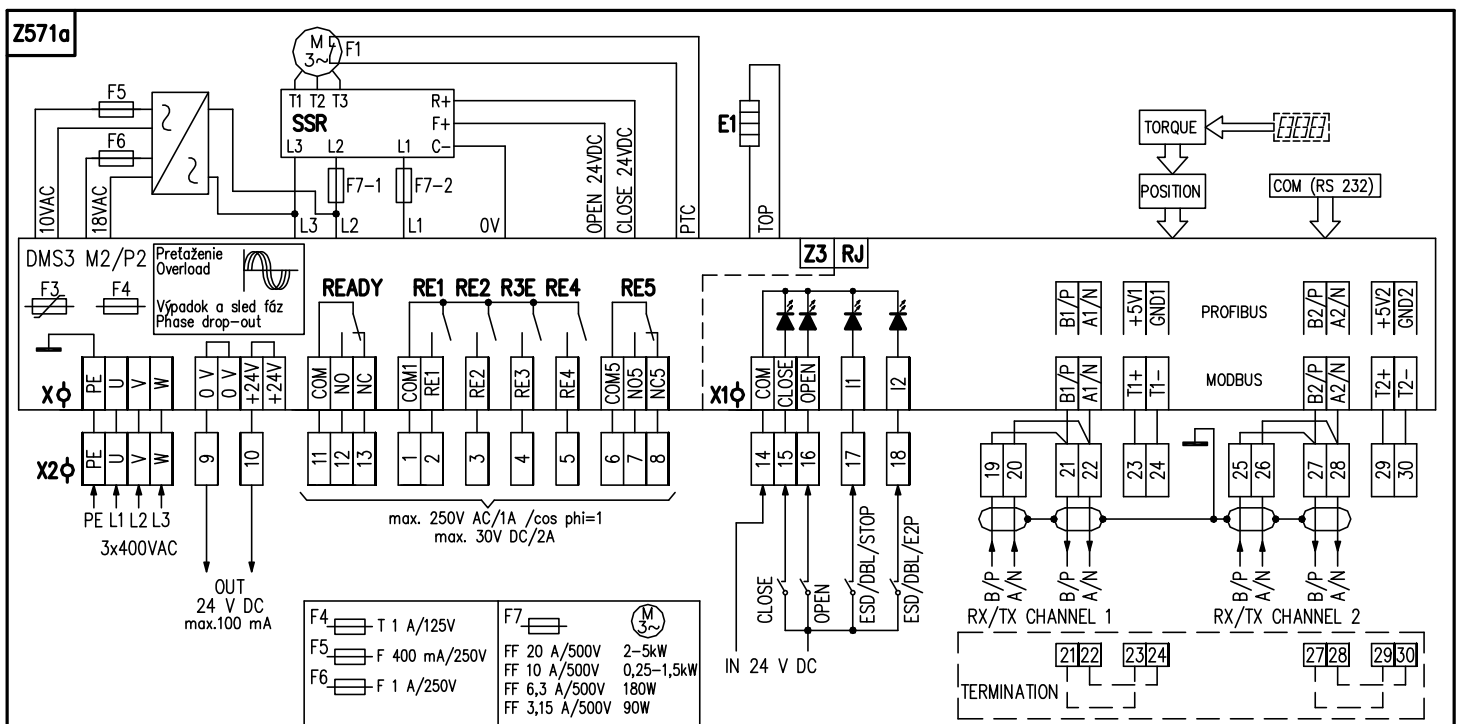 Z571a
M
3~
F1
F5
F6
T1 T2 T3
SSR
L3 L2 L1
R+
F+
C-
F7-1
F7-2
E1
TORQUE
POSITION
COM (RS 232)
10VAC
18VAC
L3
L2
L1
0V
OPEN 24VDC
CLOSE 24VDC
PTC
TOP
DMS3 M2/P2
F3
F4
Preťaženie
Overload
Výpadok a sled fáz
Phase drop-out
READY
RE1 RE2 R3E RE4
RE5
Z3 RJ
PROFIBUS
B1/P
A1/N
+5V1
GND1
B2/P
A2/N
+5V2
GND2
X
PE
U
V
W
0 V
0 V
+24V
+24V
COM
NO
NC
COM1
RE1
RE2
RE3
RE4
COM5
NO5
NC5
X1
COM
CLOSE
OPEN
I1
I2
MODBUS
B1/P
A1/N
T1+
T1-
B2/P
A2/N
T2+
T2-
X2
PE
U
V
W
9
10
11
12
13
1
2
3
4
5
6
7
8
14
15
16
17
18
19
20
21
22
23
24
25
26
27
28
29
30
PE L1 L2 L3
3x400VAC
OUT
24 V DC
max.100 mA
max. 250V AC/1A /cos phi=1
max. 30V DC/2A
CLOSE
OPEN
ESD/DBL/STOP
ESD/DBL/E2P
IN 24 V DC
B/P
A/N
B/P
A/N
B/P
A/N
B/P
A/N
RX/TX CHANNEL 1
RX/TX CHANNEL 2
F4 T 1 A/125V
F5 F 400 mA/250V
F6 F 1 A/250V
F7
M
3~
FF 20 A/500V 2-5kW
FF 10 A/500V 0,25-1,5kW
FF 6,3 A/500V 180W
FF 3,15 A/500V 90W
TERMINATION
21 22 23 24
27 28 29 30